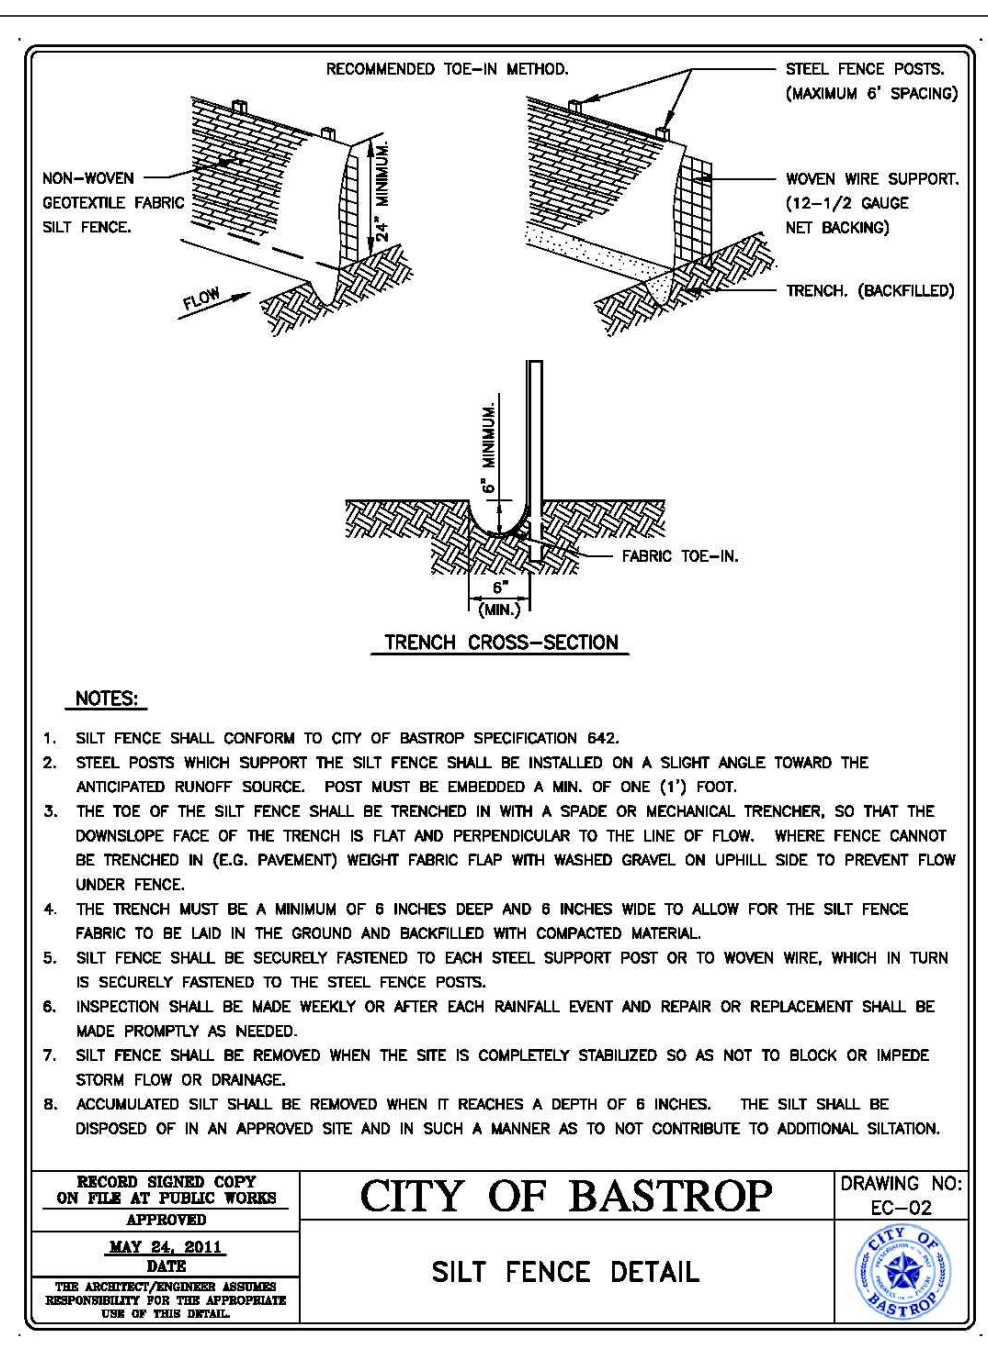 RECOMMENDED TOE-IN METHOD.
STEEL FENCE POSTS.
(MAXIMUM 6' SPACING)
NON-WOVEN
GEOTEXTILE FABRIC
SILT FENCE.
24" MINIMUM.
WOVEN WIRE SUPPORT.
(12-1/2 GAUGE
NET BACKING)
FLOW
TRENCH. (BACKFILLED)
6" MINIMUM.
FABRIC TOE-IN.
6"
(MIN.)
TRENCH CROSS-SECTION
NOTES:
1. SILT FENCE SHALL CONFORM TO CITY OF BASTROP SPECIFICATION 642.
2. STEEL POSTS WHICH SUPPORT THE SILT FENCE SHALL BE INSTALLED ON A SLIGHT ANGLE TOWARD THE
ANTICIPATED RUNOFF SOURCE. POST MUST BE EMBEDDED A MIN. OF ONE (1') FOOT.
3. THE TOE OF THE SILT FENCE SHALL BE TRENCHED IN WITH A SPADE OR MECHANICAL TRENCHER, SO THAT THE
DOWNSLOPE FACE OF THE TRENCH IS FLAT AND PERPENDICULAR TO THE LINE OF FLOW. WHERE FENCE CANNOT
BE TRENCHED IN (E.G. PAVEMENT) WEIGHT FABRIC FLAP WITH WASHED GRAVEL ON UPHILL SIDE TO PREVENT FLOW
UNDER FENCE.
4. THE TRENCH MUST BE A MINIMUM OF 6 INCHES DEEP AND 6 INCHES WIDE TO ALLOW FOR THE SILT FENCE
FABRIC TO BE LAID IN THE GROUND AND BACKFILLED WITH COMPACTED MATERIAL.
5. SILT FENCE SHALL BE SECURELY FASTENED TO EACH STEEL SUPPORT POST OR TO WOVEN WIRE, WHICH IN TURN
IS SECURELY FASTENED TO THE STEEL FENCE POSTS.
6. INSPECTION SHALL BE MADE WEEKLY OR AFTER EACH RAINFALL EVENT AND REPAIR OR REPLACEMENT SHALL BE
MADE PROMPTLY AS NEEDED.
7. SILT FENCE SHALL BE REMOVED WHEN THE SITE IS COMPLETELY STABILIZED SO AS NOT TO BLOCK OR IMPEDE
STORM FLOW OR DRAINAGE.
8. ACCUMULATED SILT SHALL BE REMOVED WHEN IT REACHES A DEPTH OF 6 INCHES. THE SILT SHALL BE
DISPOSED OF IN AN APPROVED SITE AND IN SUCH A MANNER AS TO NOT CONTRIBUTE TO ADDITIONAL SILTATION.
RECORD SIGNED COPY
ON FILE AT PUBLIC WORKS
APPROVED
MAY 24, 2011
DATE
THE ARCHITECT/ENGINEER ASSUMES
RESPONSIBILITY FOR THE APPROPRIATE
USE OF THIS DETAIL.
CITY OF BASTROP
SILT FENCE DETAIL
DRAWING NO:
EC-02
CITY OF
BASTROP